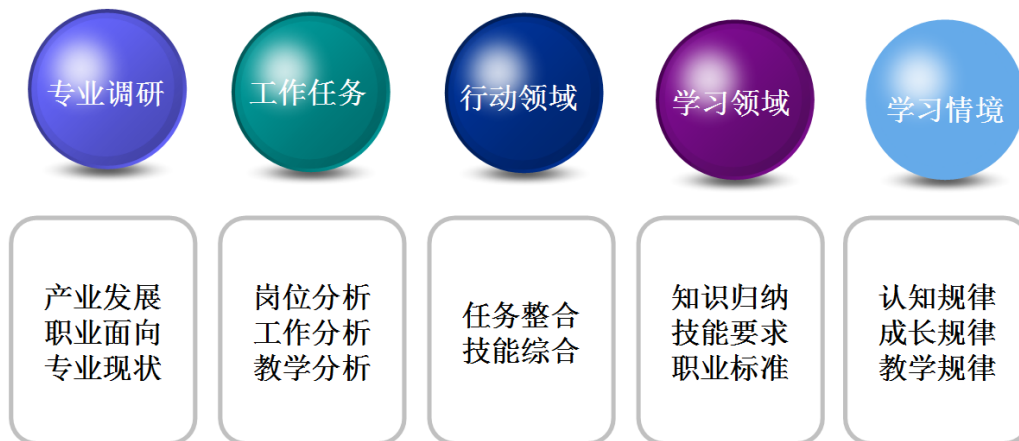 专业调研
工作任务
行动领域
学习领域
学习情境
产业发展
职业面向
专业现状
岗位分析
工作分析
教学分析
任务整合
技能综合
知识归纳
技能要求
职业标准
认知规律
成长规律
教学规律